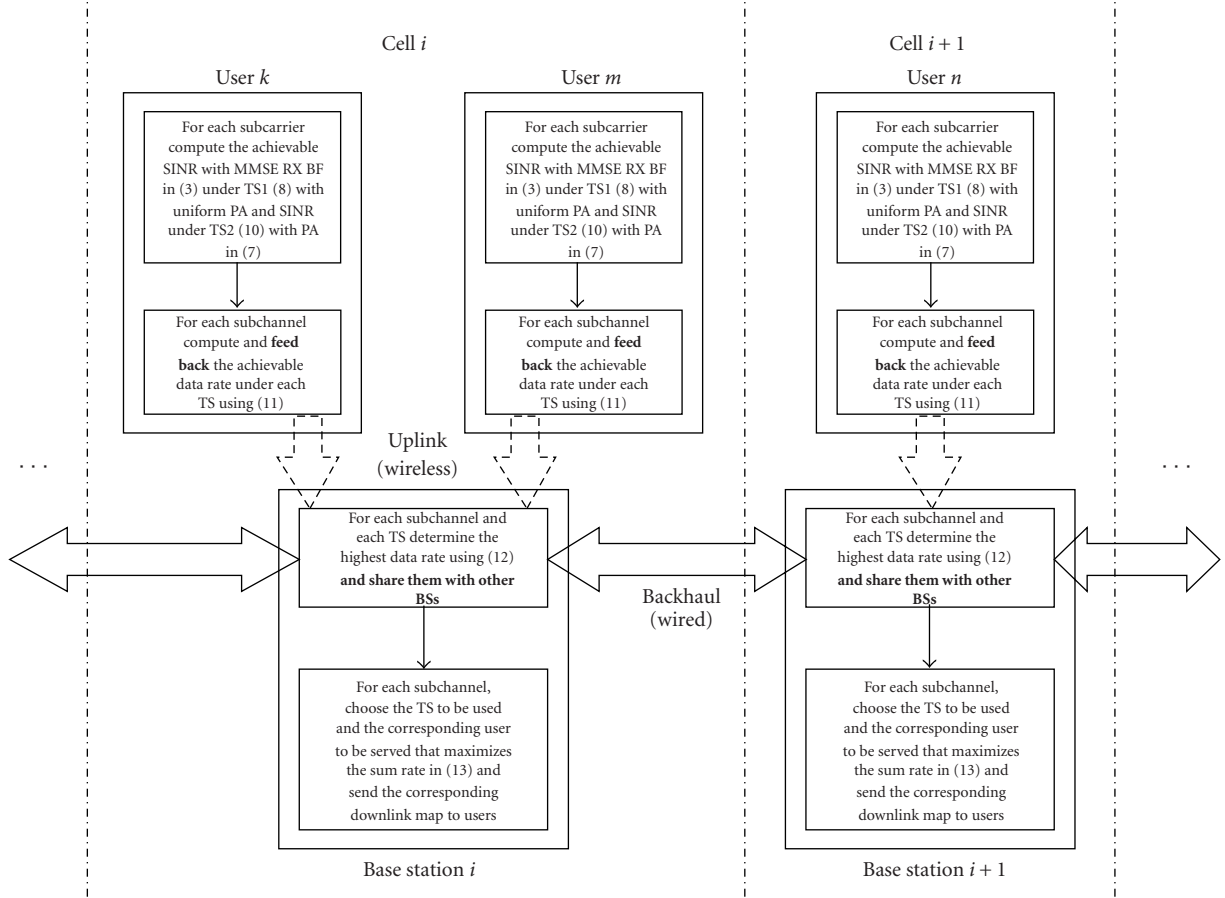 Cell i
Cell i + 1
User k
User m
User n
For each subcarrier
compute the achievable
SINR with MMSE RX BF
in (3) under TS1 (8) with
uniform PA and SINR
under TS2 (10) with PA
in (7)
For each subcarrier
compute the achievable
SINR with MMSE RX BF
in (3) under TS1 (8) with
uniform PA and SINR
under TS2 (10) with PA
in (7)
For each subcarrier
compute the achievable
SINR with MMSE RX BF
in (3) under TS1 (8) with
uniform PA and SINR
under TS2 (10) with PA
in (7)
For each subchannel
compute and feed
back the achievable
data rate under each
TS using (11)
For each subchannel
compute and feed
back the achievable
data rate under each
TS using (11)
For each subchannel
compute and feed
back the achievable
data rate under each
TS using (11)
Uplink
(wireless)
. . .
. . .
For each subchannel and
each TS determine the
highest data rate using (12)
and share them with other
BSs
For each subchannel and
each TS determine the
highest data rate using (12)
and share them with other
BSs
Backhaul
(wired)
For each subchannel,
choose the TS to be used
and the corresponding user
to be served that maximizes
the sum rate in (13) and
send the corresponding
downlink map to users
For each subchannel,
choose the TS to be used
and the corresponding user
to be served that maximizes
the sum rate in (13) and
send the corresponding
downlink map to users
Base station i
Base station i + 1